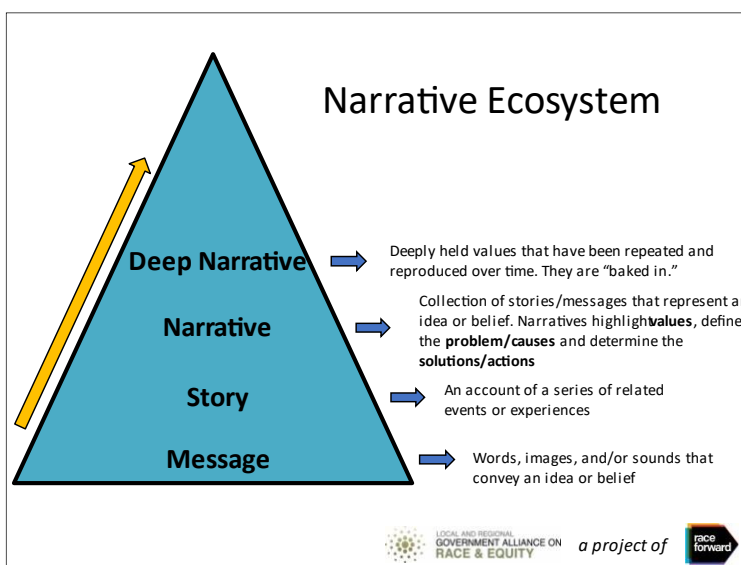 Narrative Ecosystem
Deep Narrative
Deeply held values that have been repeated and
reproduced over time. They are “baked in.”
Narrative
Collection of stories/messages that represent a
idea or belief. Narratives highlightvalues, define
the problem/causes and determine the
solutions/actions
Story
An account of a series of related
events or experiences
Message
Words, images, and/or sounds that
convey an idea or belief
LOCAL AND REGIONAL
GOVERNMENT ALLIANCE ON
RACE & EQUITY
a project of
race
forward